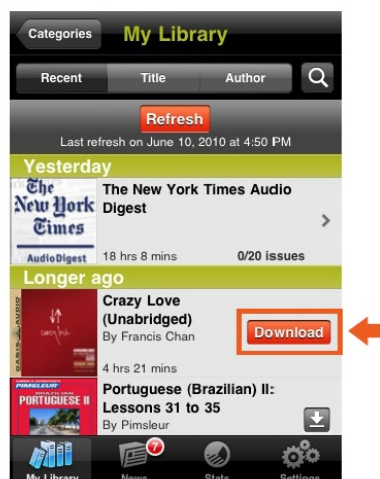 Categories
My Library
Recent
Title
Author
Refresh
Last refresh on June 10, 2010 at 4:50 PM
Yesterday
The
New York
Times
AudioDigest
The New York Times Audio
Digest
18 hrs 8 mins
0/20 issues
Longer ago
crazy love
Crazy Love
(Unabridged)
By Francis Chan
4 hrs 21 mins
Download
PIMSLEUR
PORTUGUESE II
Portuguese (Brazilian) II:
Lessons 31 to
35
By Pimsleur
My Library
7
News
Stats
Settings